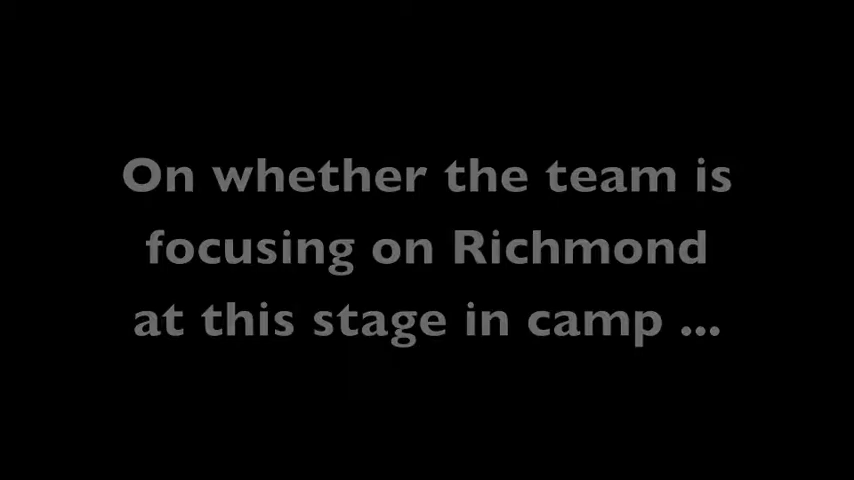 On whether the team is
focusing on Richmond
at this stage in camp ...